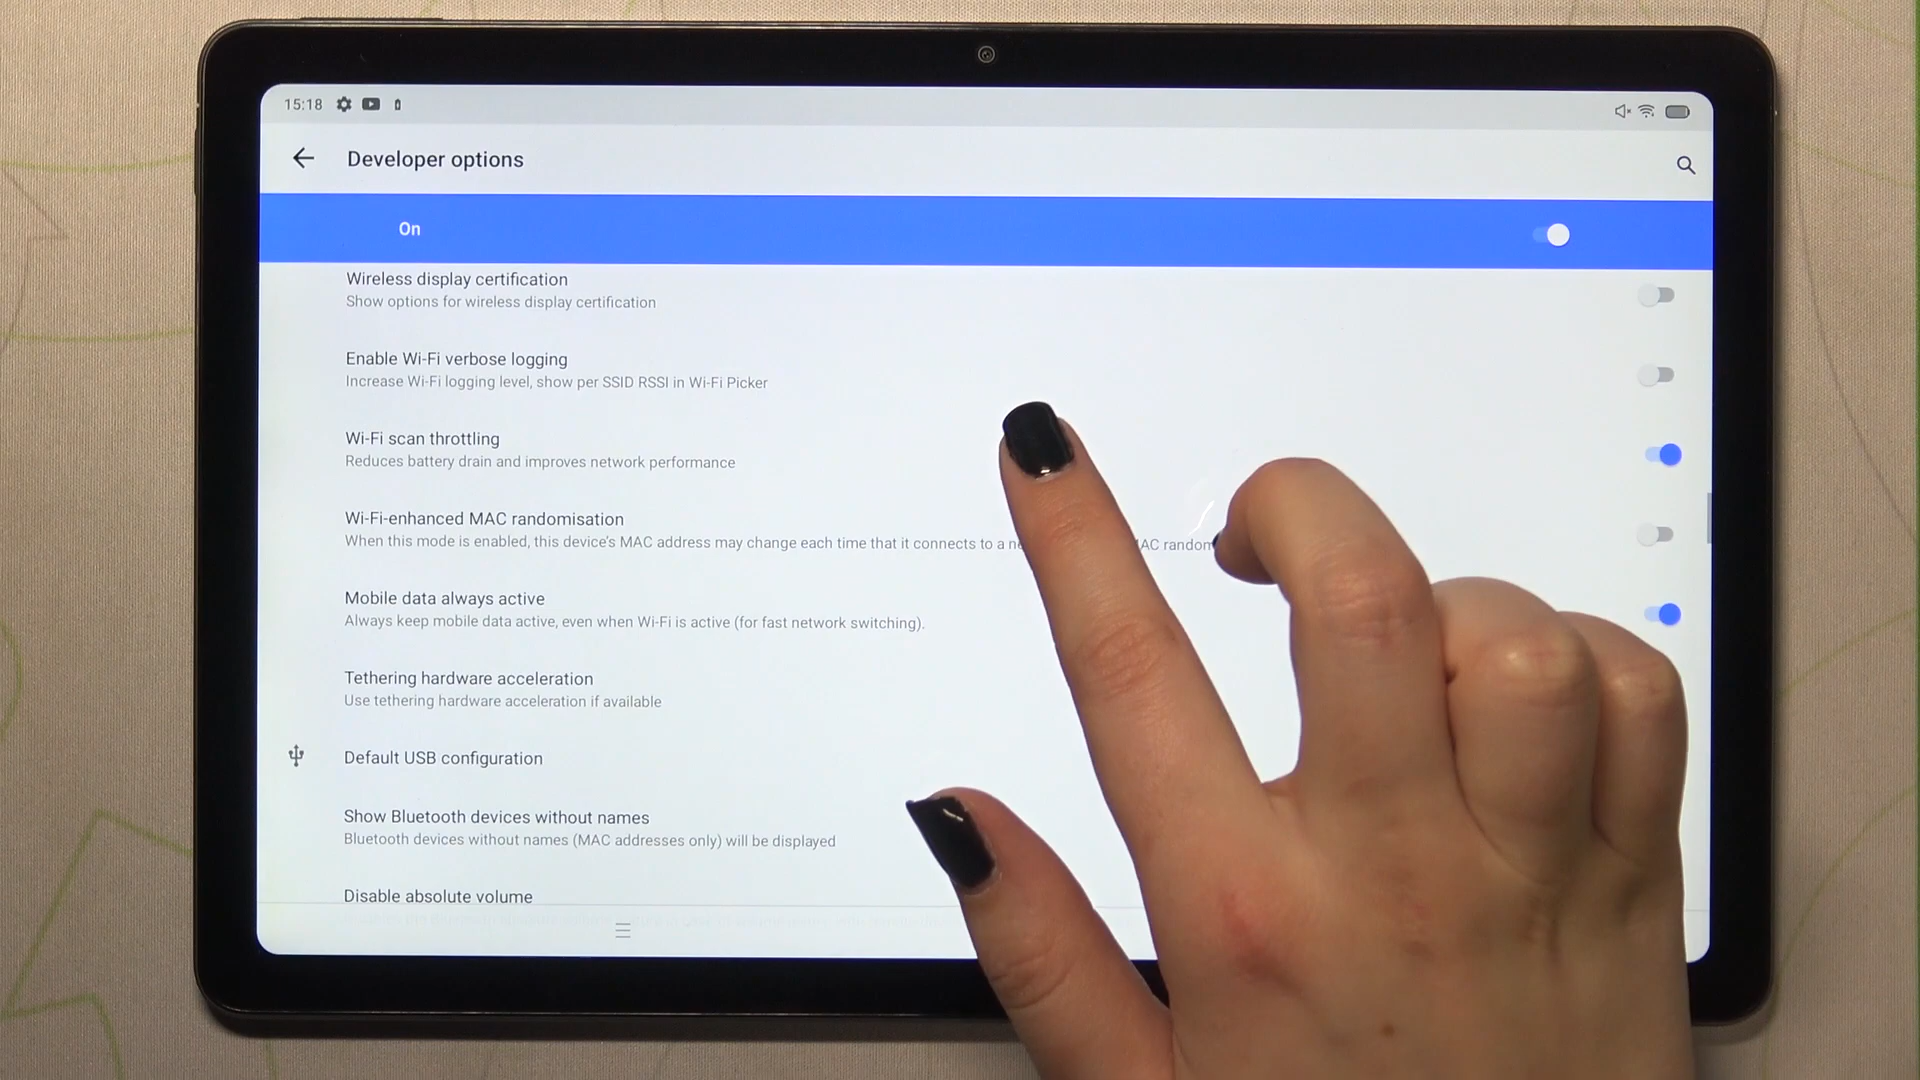 15:18
Developer options
On
Wireless display certification
Show options for wireless display certification
Enable Wi-Fi verbose logging
Increase Wi-Fi logging level, show per SSID RSSI in Wi-Fi Picker
Wi-Fi scan throttling
Reduces battery drain and improves network performance
Wi-Fi-enhanced MAC randomisation
When this mode is enabled, this device's MAC address may change each time that it connects to a MAC
Mobile data always active
Always keep mobile data active, even when Wi-Fi is active (for fast network switching).
Tethering hardware acceleration
Use tethering hardware acceleration if available
Default USB configuration
Show Bluetooth devices without names
Bluetooth devices without names (MAC addresses only) will be displayed
Disable absolute volume